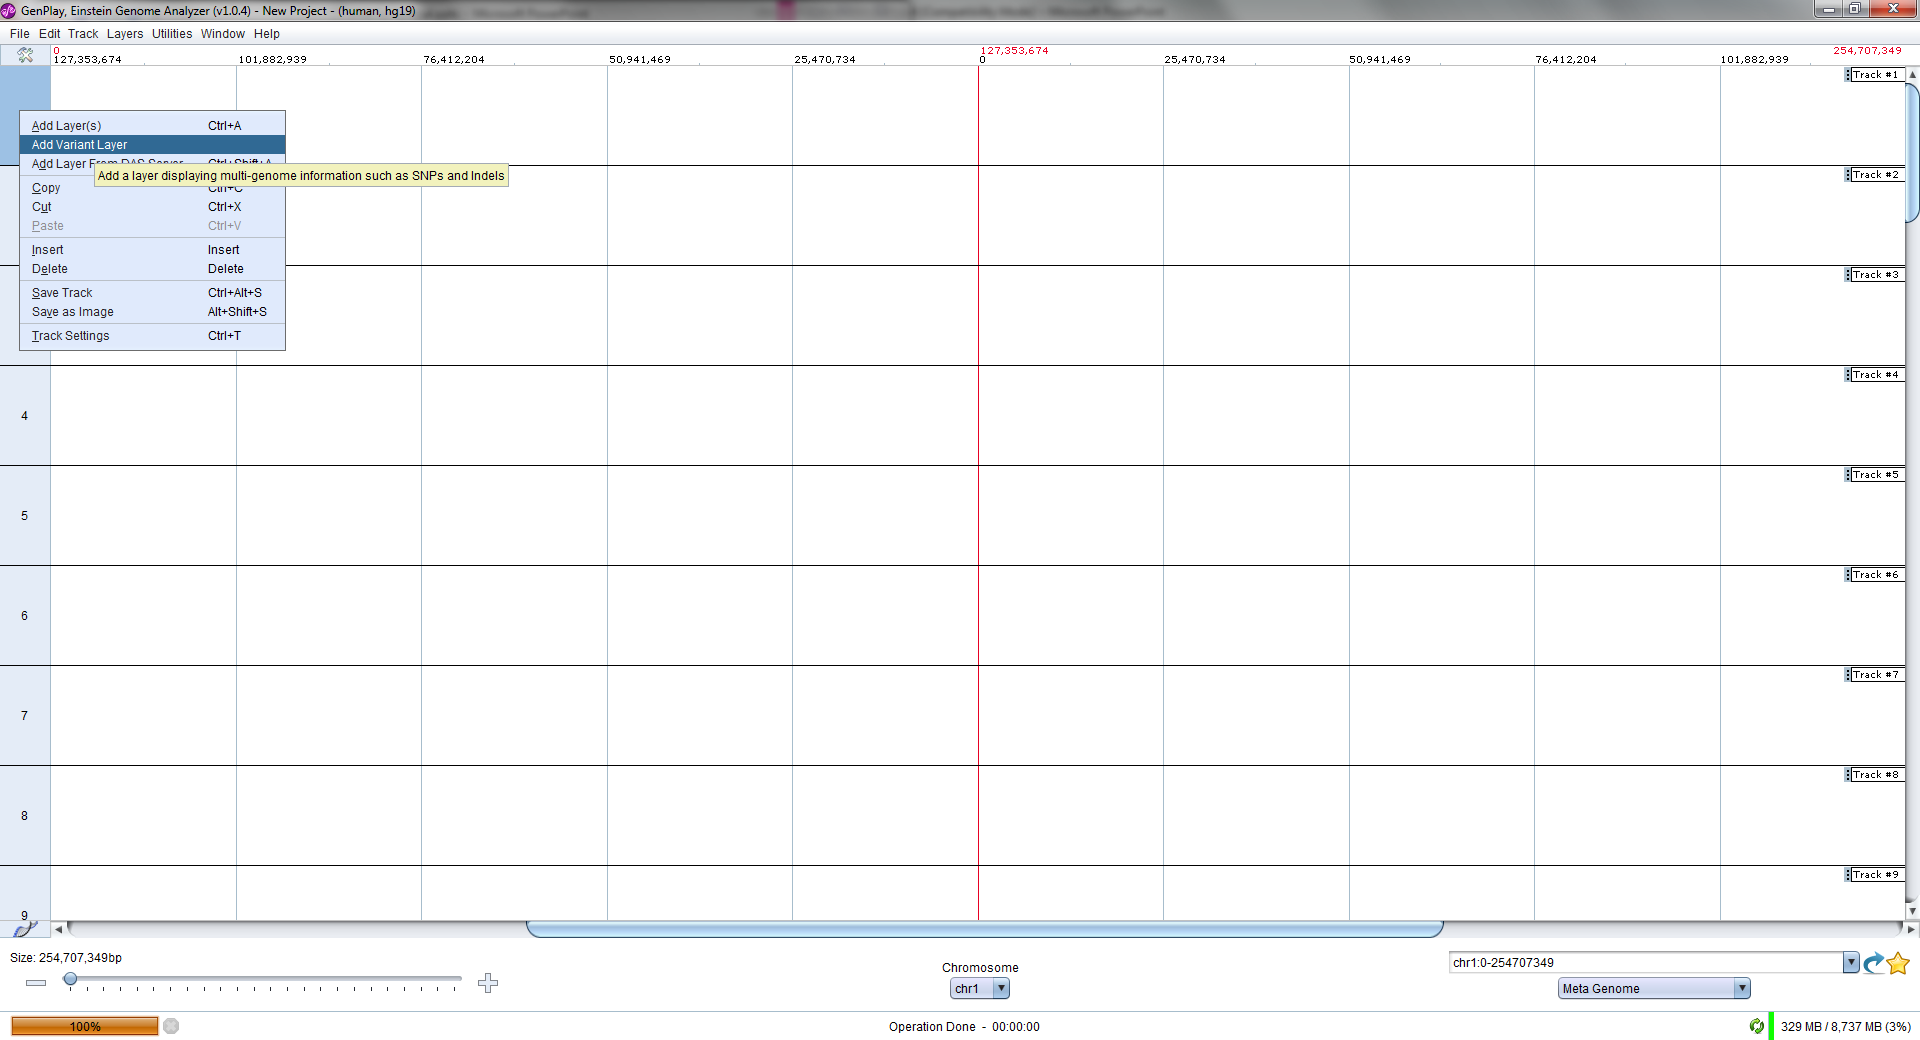 GenPlay, Einstein Genome Analyzer (v1.0.4) - New Project - (human, hg19)
File Edit Track Layers Utilities Window Help
0 127,353,674 254,707,349
127,353,674 101,882,939 76,412,204 50,941,469 25,470,734 0 25,470,734 50,941,469 76,412,204 101,882,939
Track #1
Add Layer(s) Ctrl+A
Add Variant Layer
Add Layer From DAS Server Ctrl+Shift+A
Add a layer displaying multi-genome information such as SNPs and Indels
Track #2
Copy Ctrl+C
Cut Ctrl+X
Paste Ctrl+V
Insert Insert
Delete Delete
Track #3
Save Track Ctrl+Alt+S
Save as Image Alt+Shift+S
Track Settings Ctrl+T
Track #4
4
Track #5
5
Track #6
6
Track #7
7
Track #8
8
Track #9
9
Size: 254,707,349bp
Chromosome
chr1
chr1:0-254707349
Meta Genome
100%
Operation Done - 00:00:00
329 MB / 8,737 MB (3%)